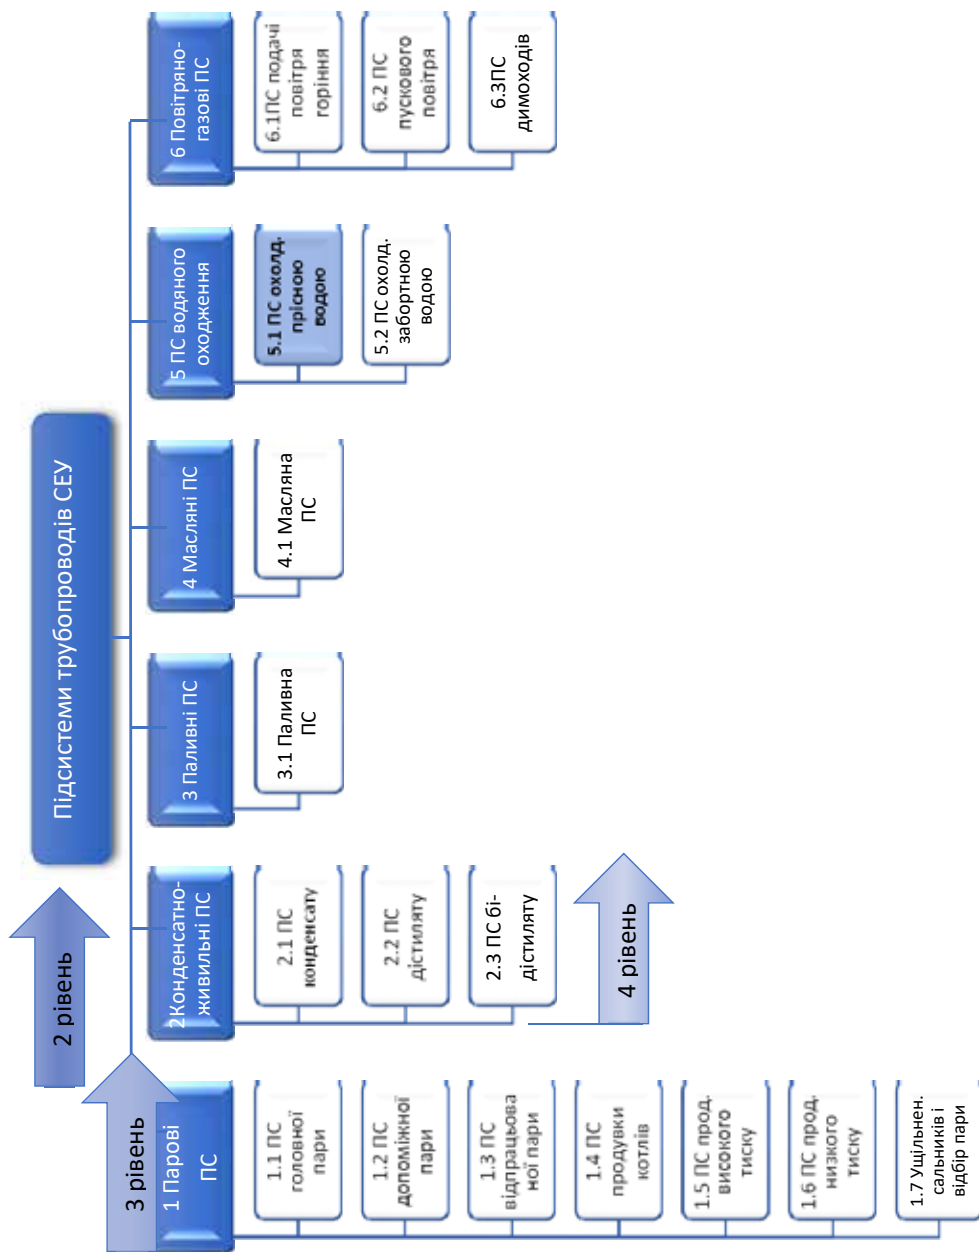 Підсистеми трубопроводів СЕУ
2 рівень
3 рівень
1 Парові
ПС
1.1 ПС
головної
пари
1.2 ПС
допоміжної
пари
1.3 ПС
відпрацьова
ної пари
1.4 ПС
продувки
котлів
1.5 ПС прод.
високого
тиску
1.6 ПС прод.
низкого
тиску
1.7 Ущільнен.
сальників і
відбір пари
2Конденсатно-
живильні ПС
2.1 ПС
конденсату
2.2 ПС
дістиляту
2.3 ПС бі-
дістиляту
4 рівень
3 Паливні ПС
3.1 Паливна
ПС
4 Масляні ПС
4.1 Масляна
ПС
5 ПС водяного
оходження
5.1 ПС охолд.
прісною
водою
5.2 ПС охолд.
забортною
водою
6 Повітряно-
газові ПС
6.1ПС подачі
повітря
горіння
6.2 ПС
пускового
повітря
6.3ПС
димоходів